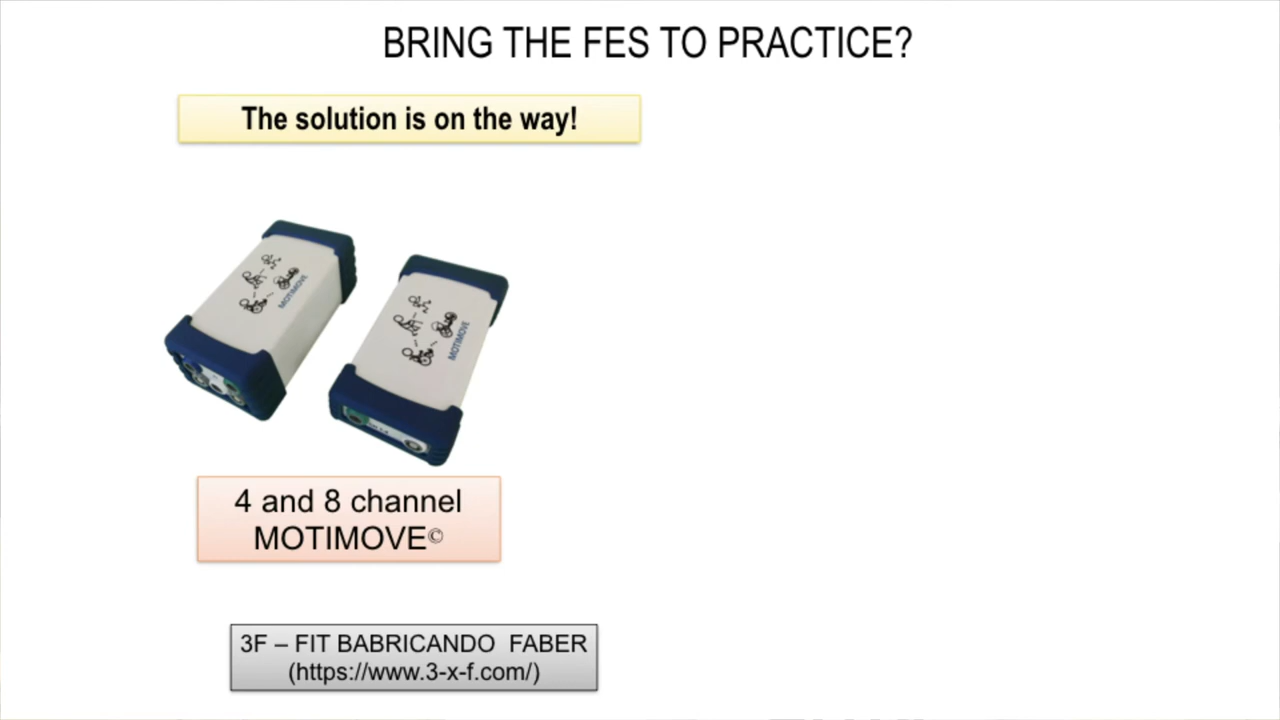 BRING THE FES TO PRACTICE?
The solution is on the way!
MOTIMOVE
MOTIMOVE
4 and 8 channel
MOTIMOVE©
3F – FIT BABRICANDO FABER
(https://www.3-x-f.com/)